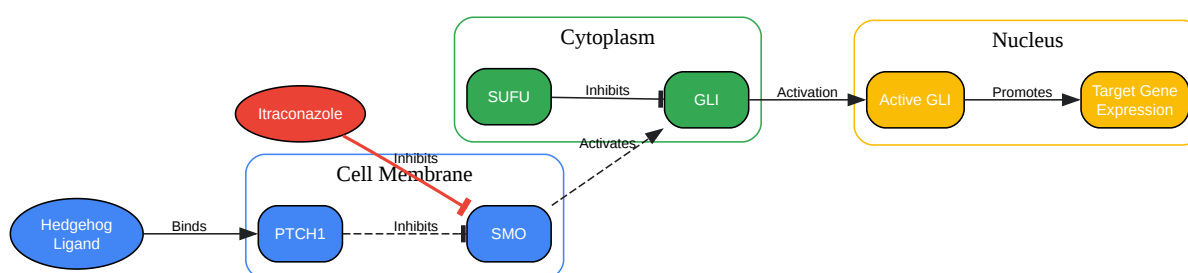 Cytoplasm
Nucleus
SUFU
Inhibits
GLI
Activation
Active GLI
Promotes
Target Gene
Expression
Itraconazole
Inhibits
Activates
Cell Membrane
Hedgehog
Ligand
Binds
PTCH1
Inhibits
SMO